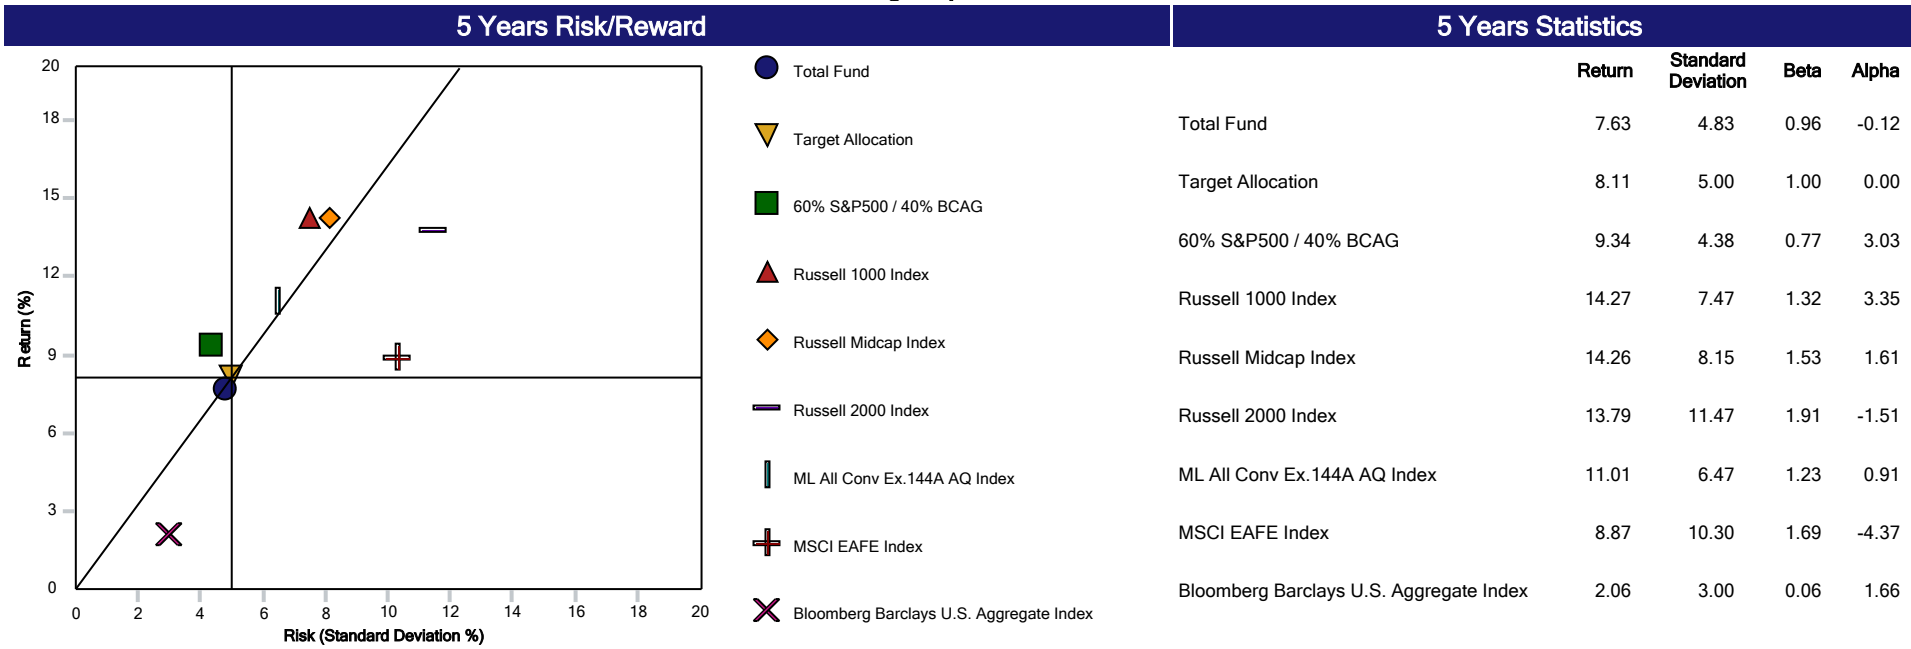 5 Years Risk/Reward
20
18
15
12
9
6
3
0
Return (%)
0 2 4 6 8 10 12 14 16 18 20
Risk (Standard Deviation %)
Total Fund
Target Allocation
60% S&P500 / 40% BCAG
Russell 1000 Index
Russell Midcap Index
Russell 2000 Index
ML All Conv Ex.144A AQ Index
MSCI EAFE Index
Bloomberg Barclays U.S. Aggregate Index
5 Years Statistics
Return Standard Deviation Beta Alpha
Total Fund 7.63 4.83 0.96 -0.12
Target Allocation 8.11 5.00 1.00 0.00
60% S&P500 / 40% BCAG 9.34 4.38 0.77 3.03
Russell 1000 Index 14.27 7.47 1.32 3.35
Russell Midcap Index 14.26 8.15 1.53 1.61
Russell 2000 Index 13.79 11.47 1.91 -1.51
ML All Conv Ex.144A AQ Index 11.01 6.47 1.23 0.91
MSCI EAFE Index 8.87 10.30 1.69 -4.37
Bloomberg Barclays U.S. Aggregate Index 2.06 3.00 0.06 1.66